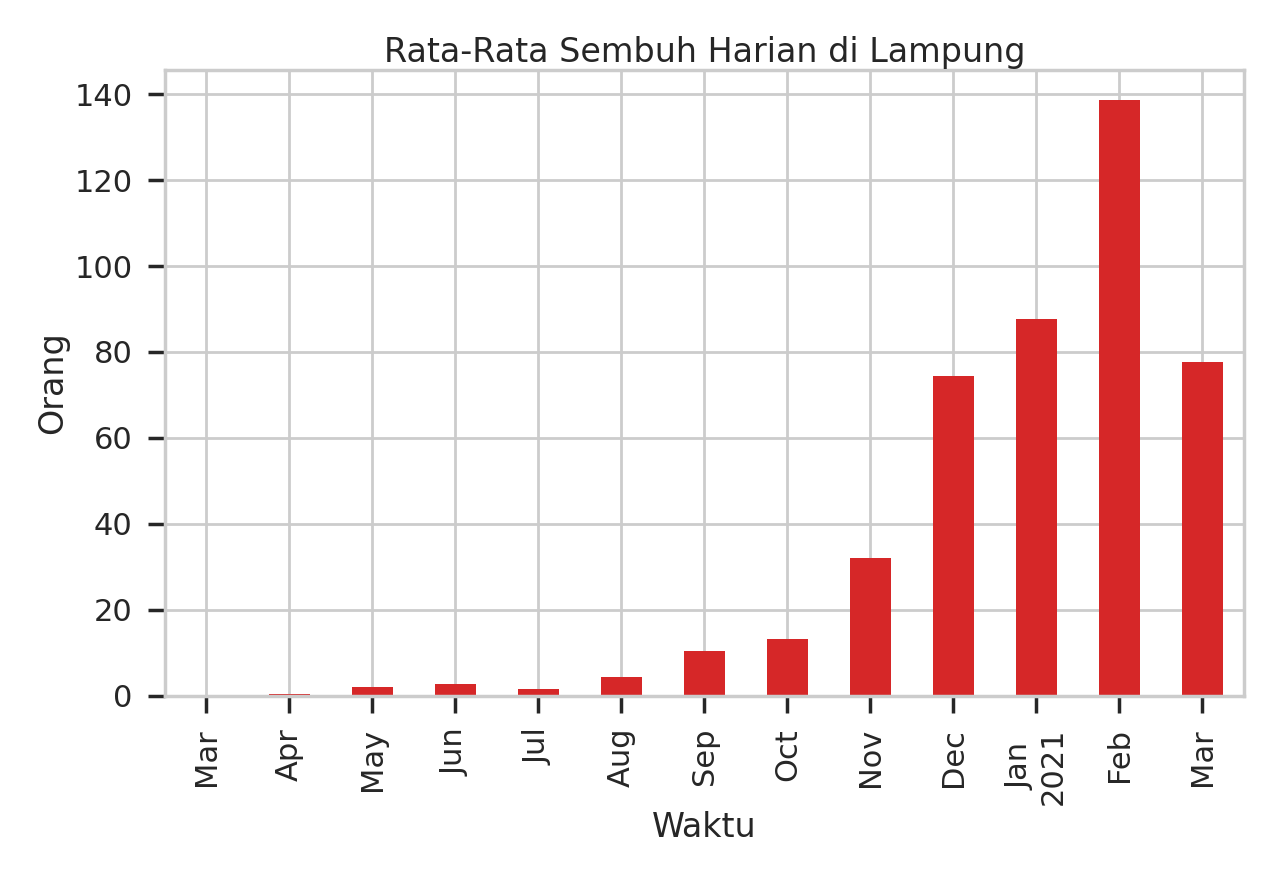 Rata-Rata Sembuh Harian di Lampung
140
120
100
80
60
40
20
0
Orang
Mar
Apr
May
Jun
Jul
Aug
Sep
Oct
Nov
Dec
Jan
2021
Feb
Mar
Waktu